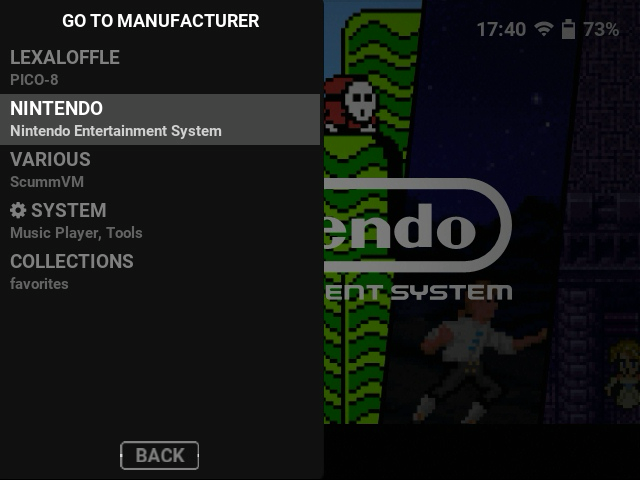 GO TO MANUFACTURER
17:40 73%
LEXALOFFLE
PICO-8
NINTENDO
Nintendo Entertainment System
VARIOUS
ScummVM
SYSTEM
Music Player, Tools
COLLECTIONS
favorites
endo
ENT SYSTEM
BACK